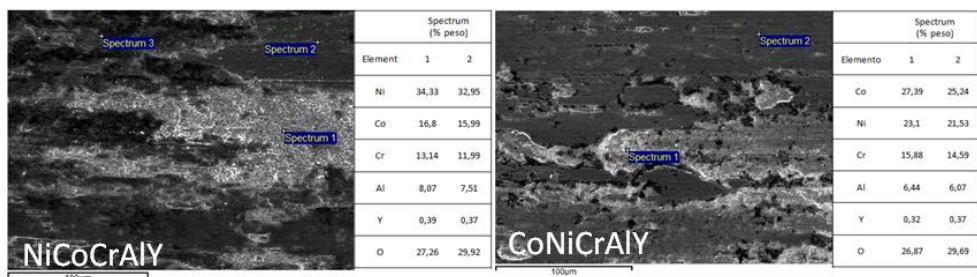 Spectrum 3
Spectrum 2
Spectrum 1
NiCoCrAlY
100µm
Spectrum
(% peso)
Element 1 2
Ni 34,33 32,95
Co 16,8 15,99
Cr 13,14 11,99
Al 8,07 7,51
Y 0,39 0,37
O 27,26 29,92
Spectrum 2
Spectrum 1
CoNiCrAlY
100µm
Spectrum
(% peso)
Elemento 1 2
Co 27,39 25,24
Ni 23,1 21,53
Cr 15,88 14,59
Al 6,44 6,07
Y 0,32 0,37
O 26,87 29,69